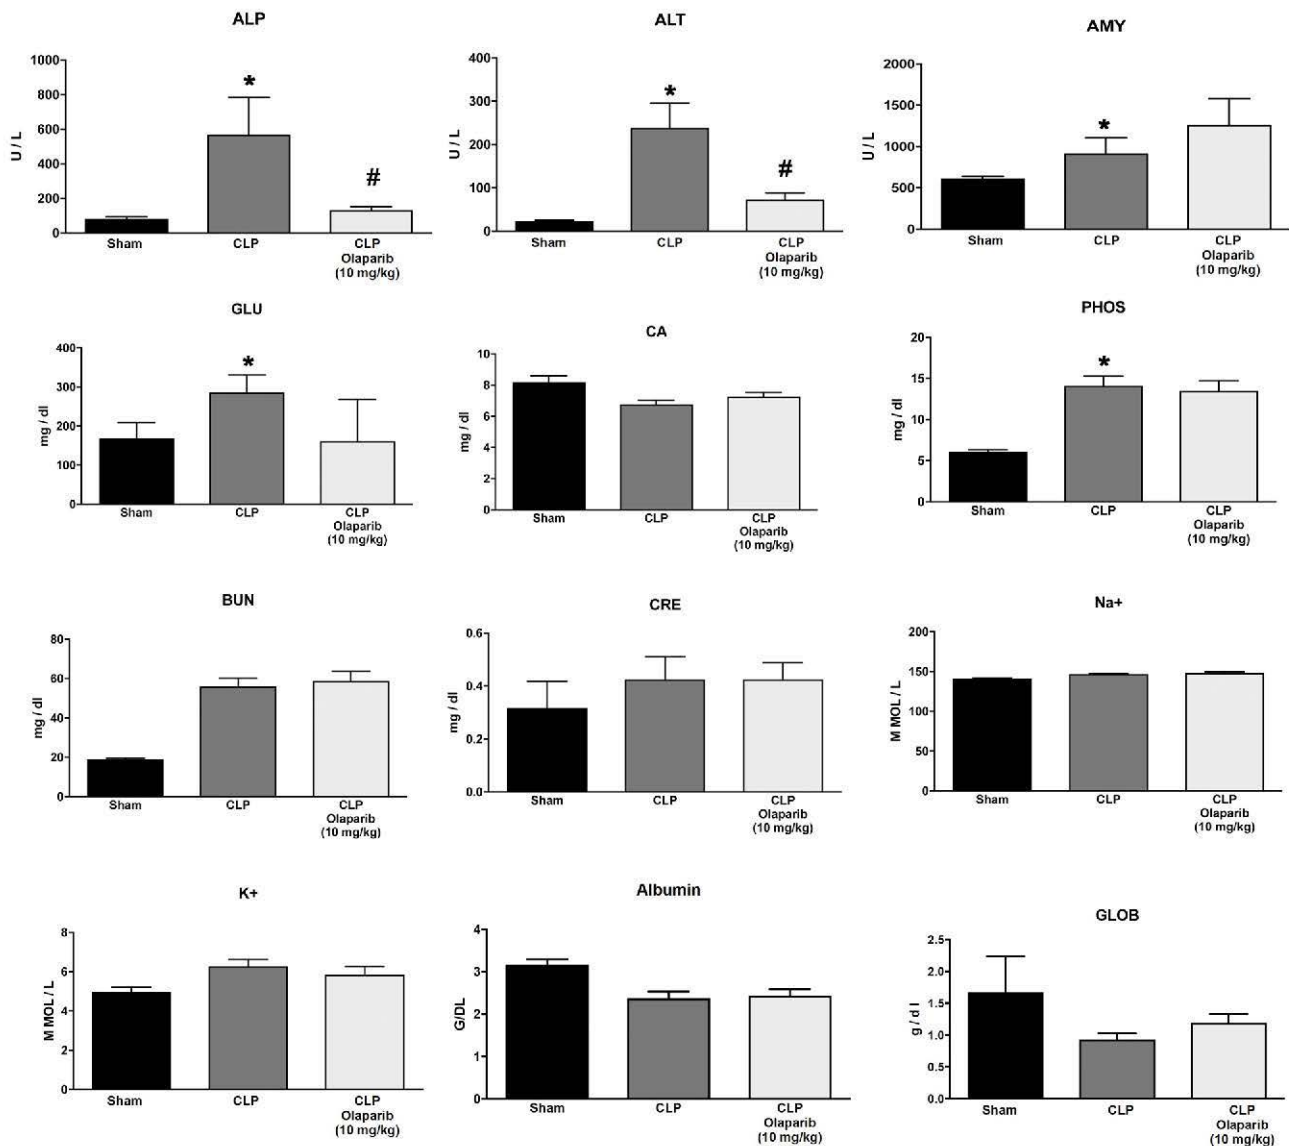 ALP
U / L
1000
800
600
400
200
0
*
#
Sham
CLP
CLP
Olaparib
(10 mg/kg)
ALT
U / L
400
300
200
100
0
*
#
Sham
CLP
CLP
Olaparib
(10 mg/kg)
AMY
U / L
2000
1500
1000
500
0
*
Sham
CLP
CLP
Olaparib
(10 mg/kg)
GLU
mg / dl
400
300
200
100
0
*
Sham
CLP
CLP
Olaparib
(10 mg/kg)
CA
mg / dl
10
8
6
4
2
0
Sham
CLP
CLP
Olaparib
(10 mg/kg)
PHOS
mg / dl
20
15
10
5
0
*
Sham
CLP
CLP
Olaparib
(10 mg/kg)
BUN
mg / dl
80
60
40
20
0
Sham
CLP
CLP
Olaparib
(10 mg/kg)
CRE
mg / dl
0.6
0.4
0.2
0.0
Sham
CLP
CLP
Olaparib
(10 mg/kg)
Na+
M MOL / L
200
150
100
50
0
Sham
CLP
CLP
Olaparib
(10 mg/kg)
K+
M MOL / L
8
6
4
2
0
Sham
CLP
CLP
Olaparib
(10 mg/kg)
Albumin
G/DL
4
3
2
1
0
Sham
CLP
CLP
Olaparib
(10 mg/kg)
GLOB
g / d l
2.5
2.0
1.5
1.0
0.5
0.0
Sham
CLP
CLP
Olaparib
(10 mg/kg)